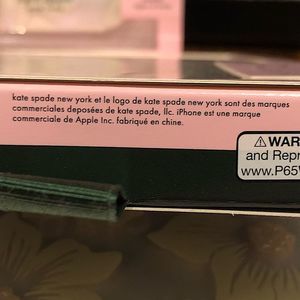 kate spade new york et le logo de kate spade new york sont des marques
commerciales deposées de kate spade, llc. iPhone est une marque
commerciale de Apple Inc. fabriqué en chine.
⚠WAR
and Repr
www.P65